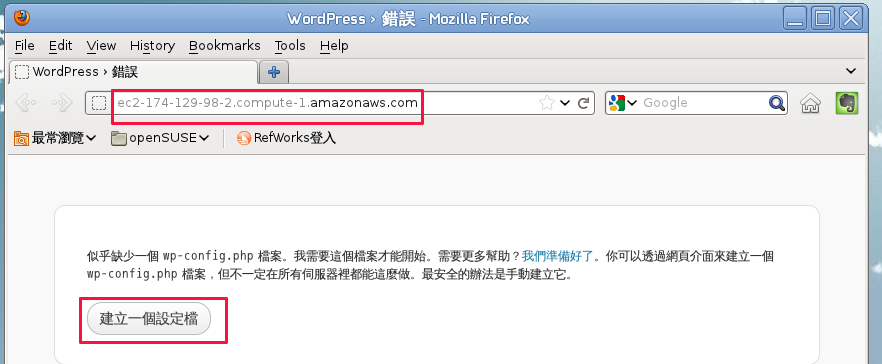 WordPress › 錯誤 - Mozilla Firefox
File Edit View History Bookmarks Tools Help
WordPress › 錯誤
ec2-174-129-98-2.compute-1.amazonaws.com Google
最常瀏覽 openSUSE RefWorks登入
似乎缺少一個 wp-config.php 檔案。我需要這個檔案才能開始。需要更多幫助？我們準備好了。你可以透過網頁介面來建立一個
wp-config.php 檔案，但不一定在所有伺服器裡都能這麼做。最安全的辦法是手動建立它。
建立一個設定檔